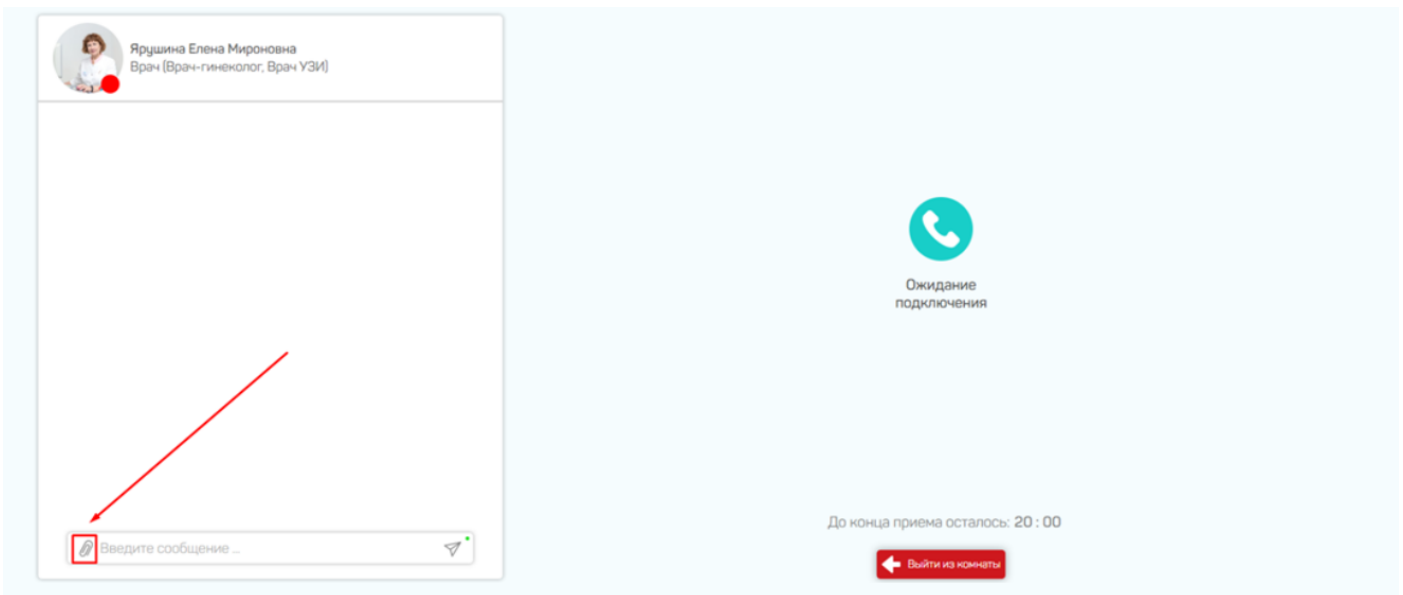 Ярушина Елена Мироновна
Врач (Врач-гинеколог, Врач УЗИ)
Введите сообщение ...
Ожидание
подключения
До конца приема осталось: 20 : 00
Выйти из комнаты